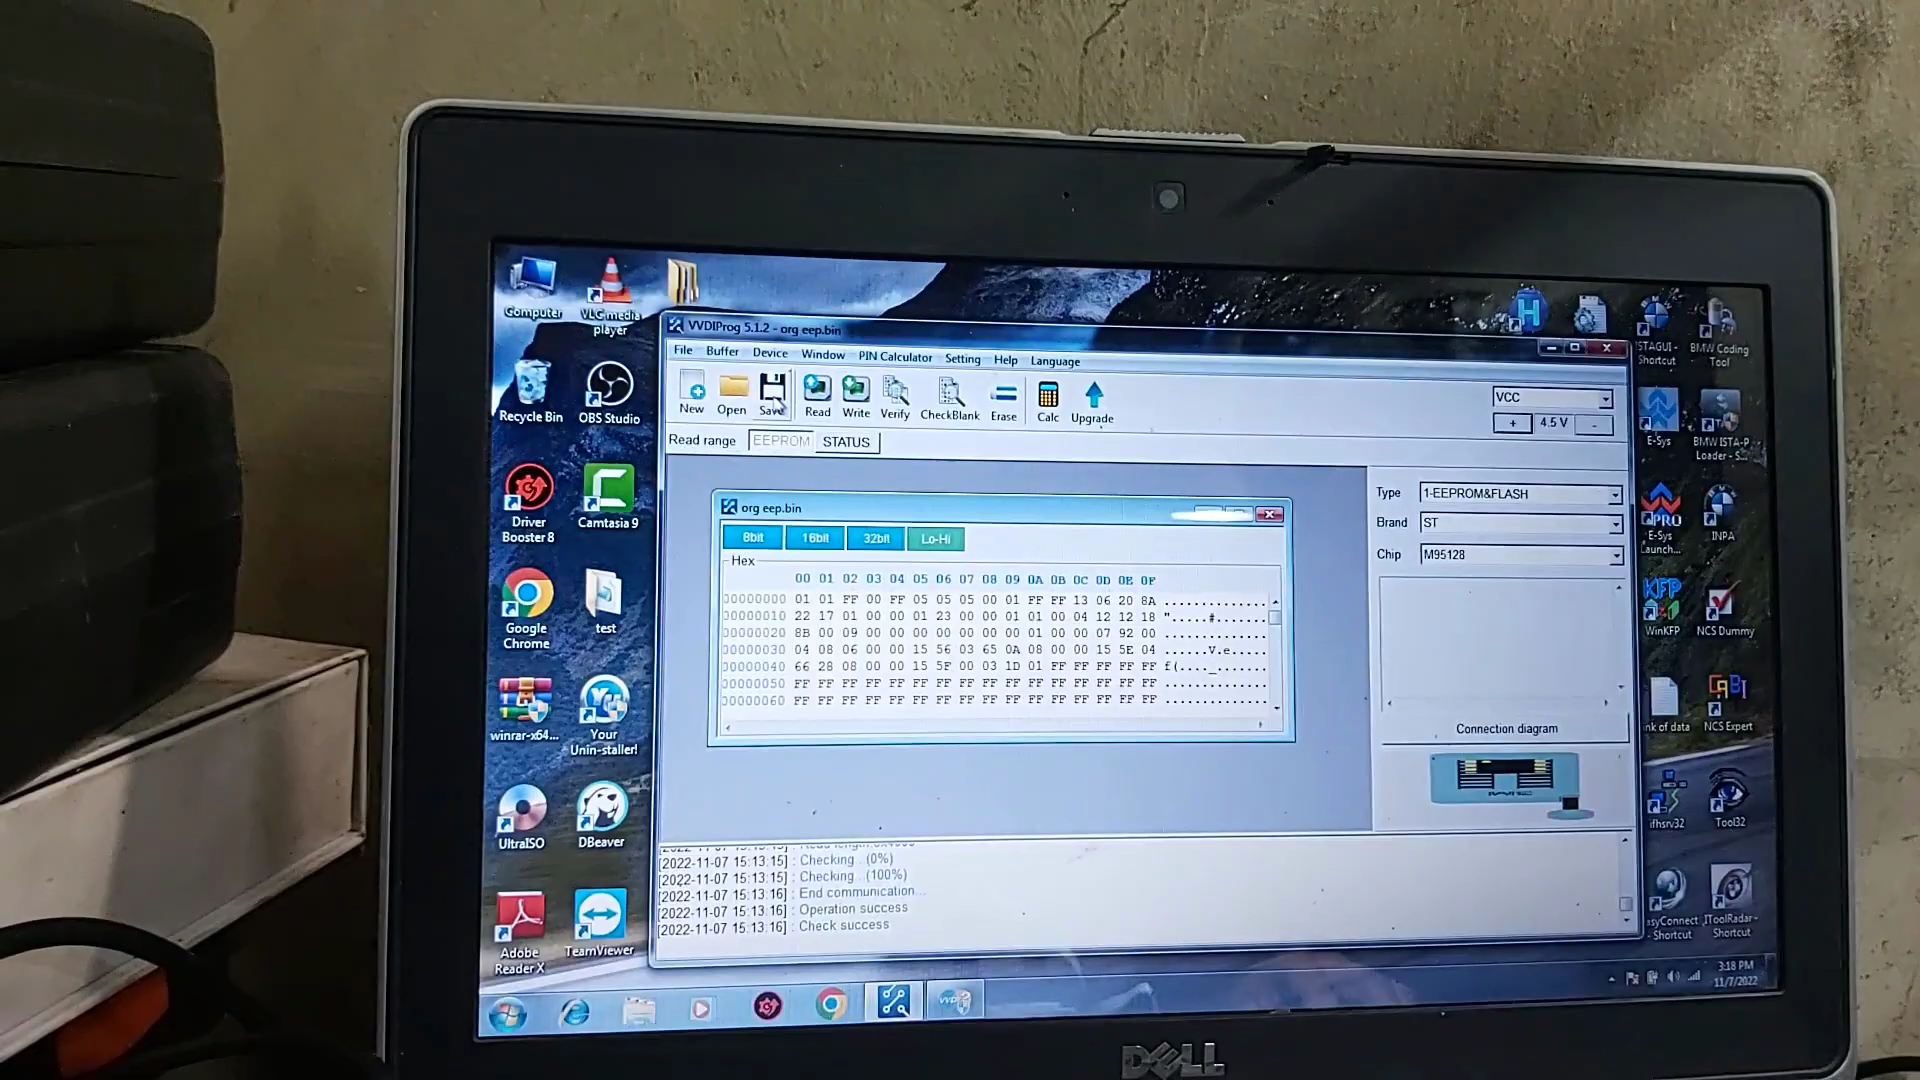 Computer
VLC media
player
Recycle Bin
OBS Studio
Driver
Booster 8
Camtasia 9
Google
Chrome
test
winrar-x64...
Your
Unin-staller!
UltraISO
DBeaver
Adobe
Reader X
TeamViewer
VVDIProg 5.1.2 - org eep.bin
File Buffer Device Window PIN Calculator Setting Help Language
New Open Save Read Write Verify CheckBlank Erase Calc Upgrade
VCC
+ 4.5 V -
Read range EEPROM STATUS
org eep.bin
8bit 16bit 32bit Lo-Hi
Hex
00 01 02 03 04 05 06 07 08 09 0A 0B 0C 0D 0E 0F
00000000 01 01 FF 00 FF 05 05 05 00 01 FF FF 13 06 20 8A ................
00000010 22 17 01 00 00 01 23 00 00 01 01 00 04 12 12 18 ".....#.........
00000020 8B 00 09 00 00 00 00 00 00 00 01 00 00 07 92 00 ................
00000030 04 08 06 00 00 15 56 03 65 0A 08 00 00 15 5E 04 ......V.e.....
00000040 66 28 08 00 00 15 5F 00 03 1D 01 FF FF FF FF FF f(...._.........
00000050 FF FF FF FF FF FF FF FF FF FF FF FF FF FF FF FF ................
00000060 FF FF FF FF FF FF FF FF FF FF FF FF FF FF FF FF ................
Type 1-EEPROM&FLASH
Brand ST
Chip M95128
Connection diagram
[2022-11-07 15:13:15] : Checking...(0%)
[2022-11-07 15:13:15] : Checking...(100%)
[2022-11-07 15:13:16] : End communication...
[2022-11-07 15:13:16] : Operation success
[2022-11-07 15:13:16] : Check success
ISTAGUI -
Shortcut
BMW Coding
Tool
E-Sys
BMW ISTA-P
Loader - S...
PRO
E-Sys
Launch...
INPA
KFP
WinKFP
NCS Dummy
nk of data
NCS Expert
ifhsrv32
Tool32
asyConnect
- Shortcut
IToolRadar -
Shortcut
3:18 PM
11/7/2022
DELL